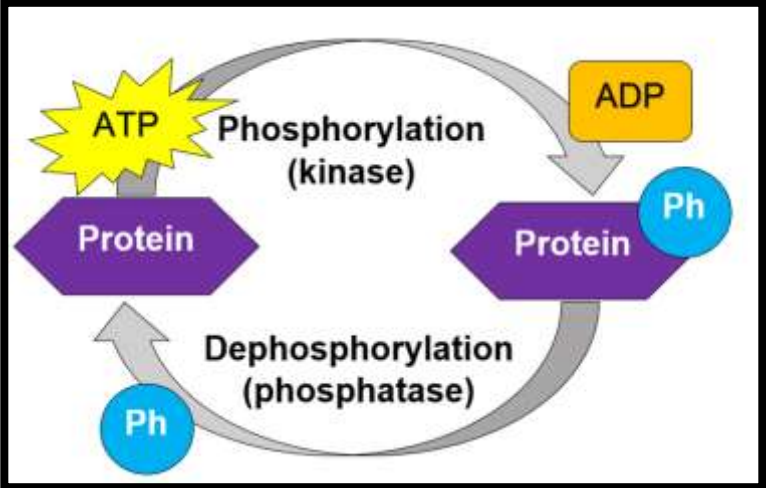 ATP
ADP
Phosphorylation
(kinase)
Ph
Protein
Protein
Dephosphorylation
(phosphatase)
Ph